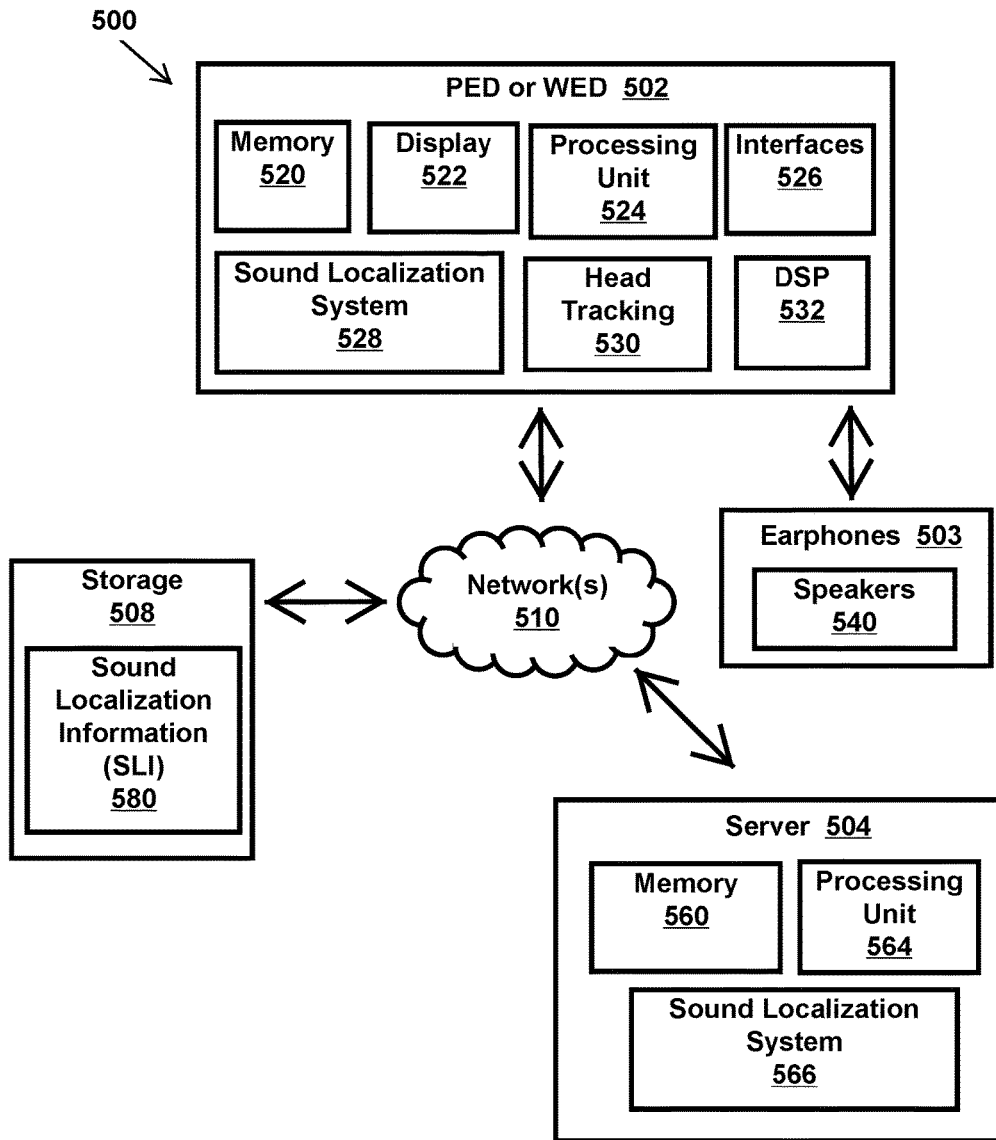 500
PED or WED 502
Memory
520
Display
522
Processing
Unit
524
Interfaces
526
Sound Localization
System
528
Head
Tracking
530
DSP
532
Storage
508
Sound
Localization
Information
(SLI)
580
Network(s)
510
Earphones 503
Speakers
540
Server 504
Memory
560
Processing
Unit
564
Sound Localization
System
566